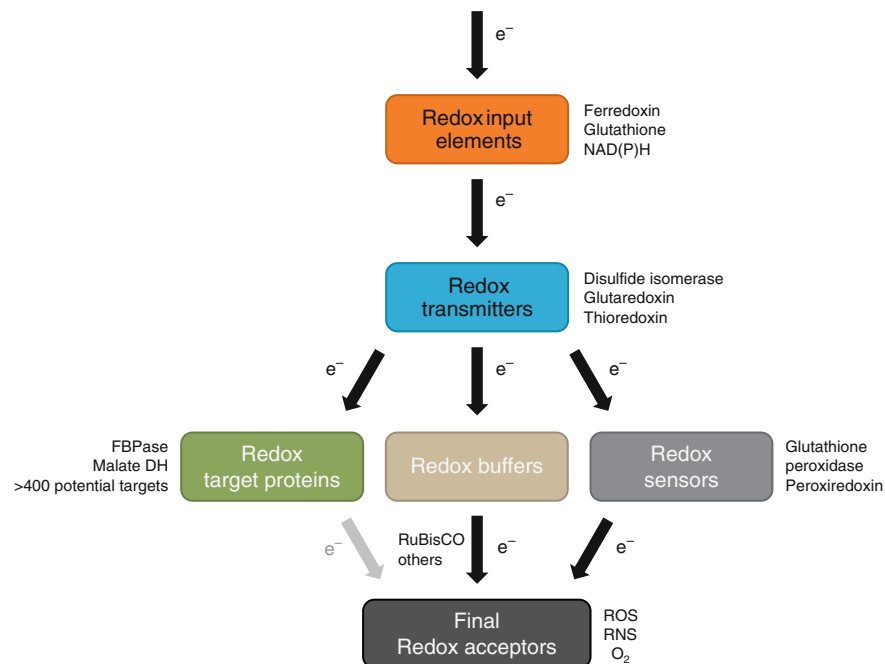 e⁻
Redox input
elements
Ferredoxin
Glutathione
NAD(P)H
e⁻
Redox
transmitters
Disulfide isomerase
Glutaredoxin
Thioredoxin
e⁻
e⁻
e⁻
FBPase
Malate DH
>400 potential targets
Redox
target proteins
Redox buffers
Redox
sensors
Glutathione
peroxidase
Peroxiredoxin
e⁻
RuBisCO
others
e⁻
e⁻
Final
Redox acceptors
ROS
RNS
O₂